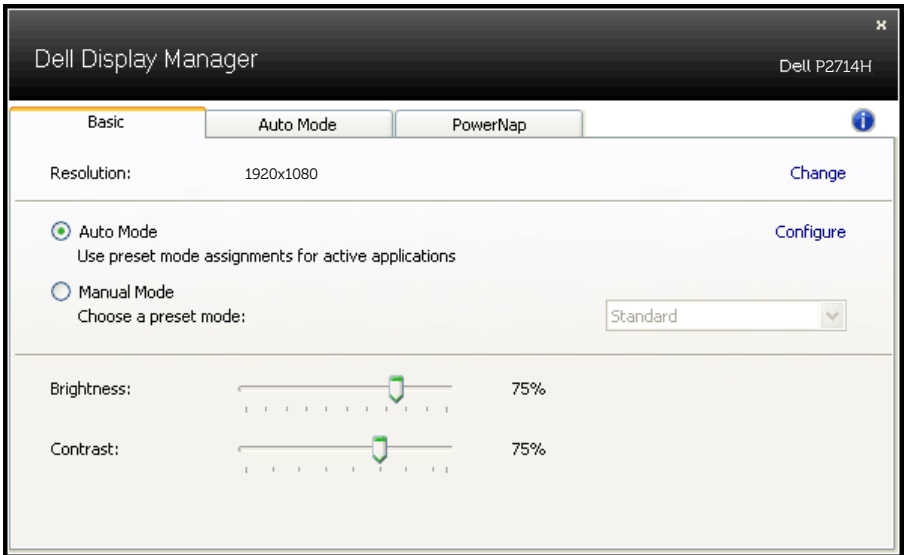 x
Dell Display Manager
Dell P2714H
Basic Auto Mode PowerNap i
Resolution: 1920x1080 Change
Auto Mode Configure
Use preset mode assignments for active applications
Manual Mode
Choose a preset mode: Standard
Brightness: 75%
Contrast: 75%